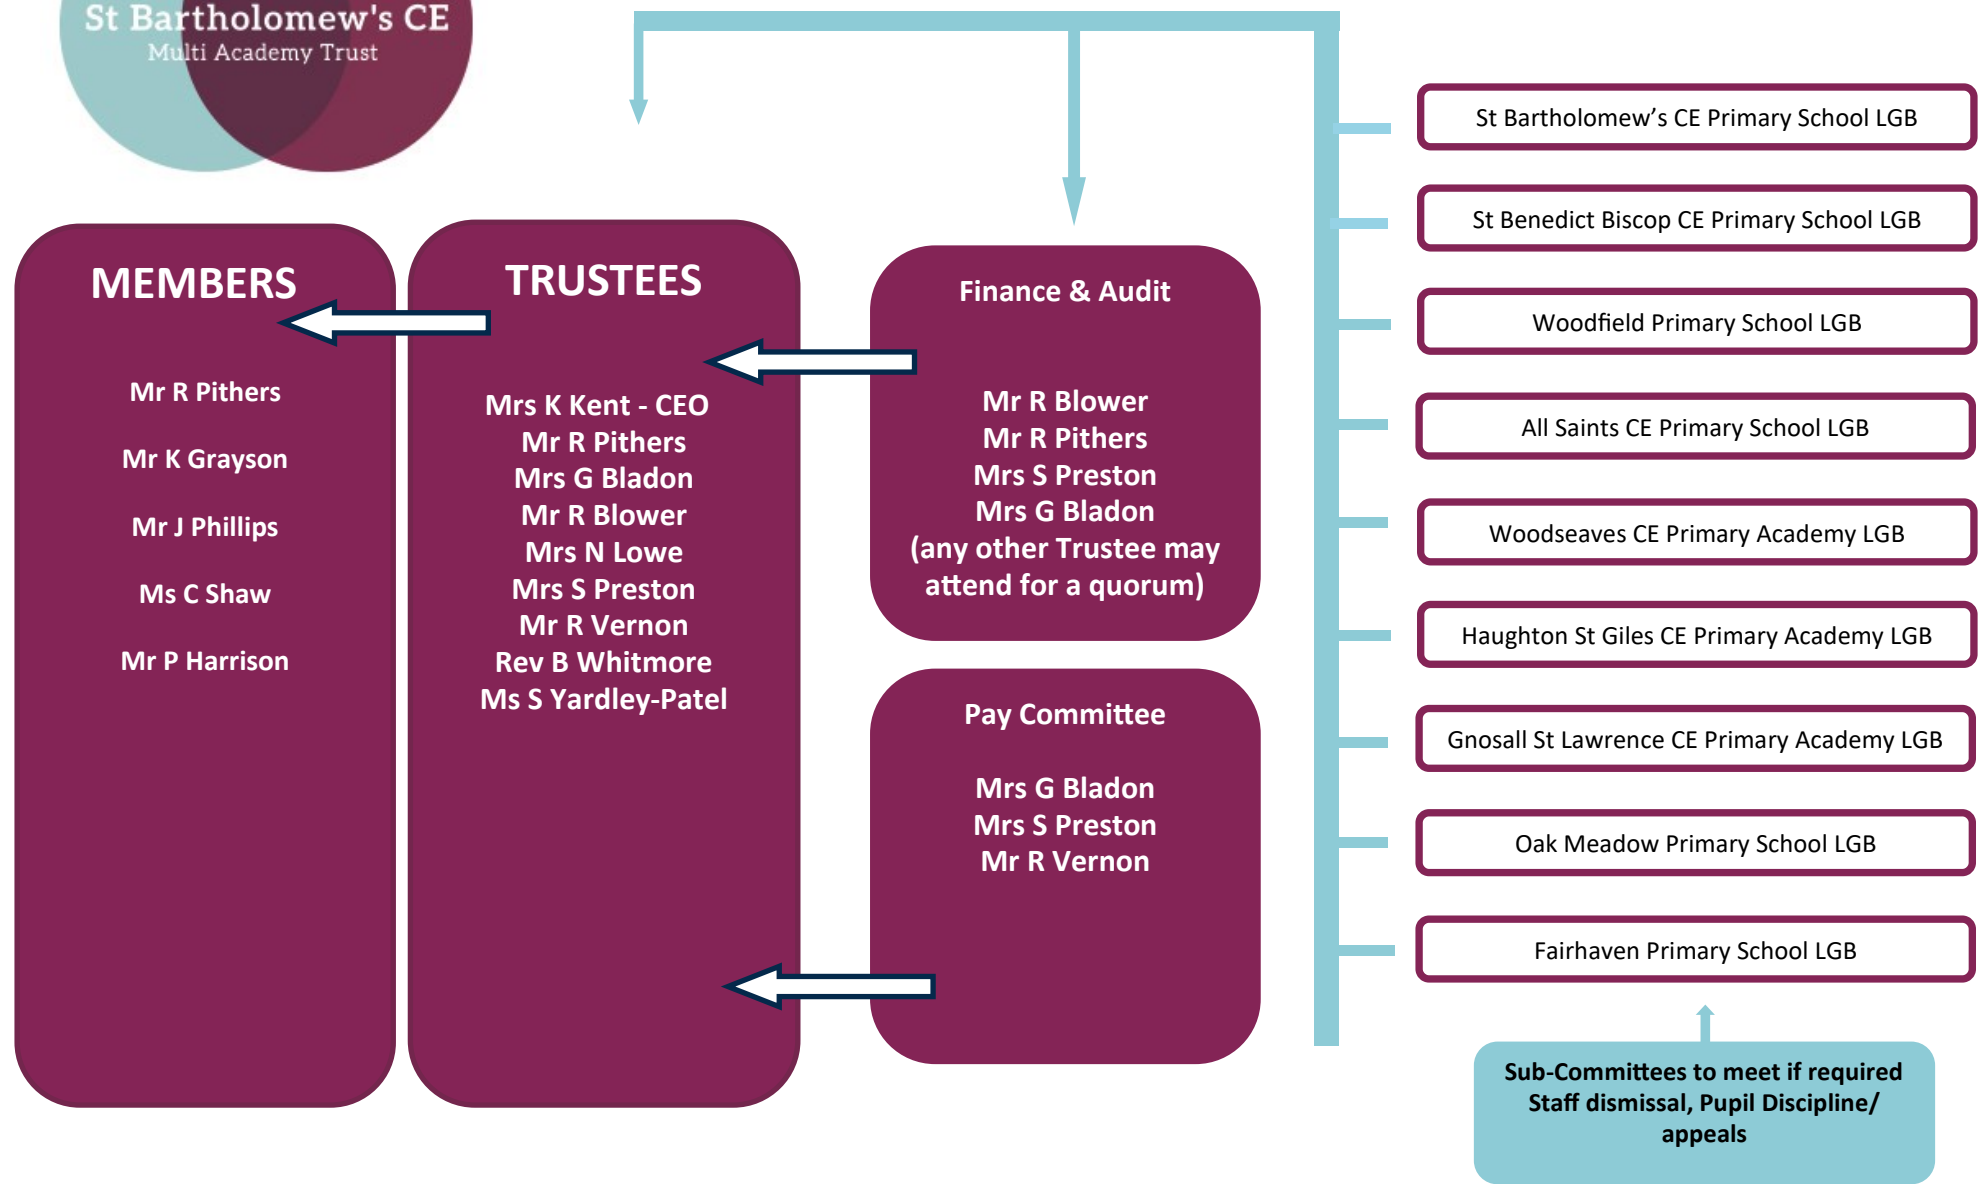 St Bartholomew's CE
Multi Academy Trust
MEMBERS
Mr R Pithers
Mr K Grayson
Mr J Phillips
Ms C Shaw
Mr P Harrison
TRUSTEES
Mrs K Kent - CEO
Mr R Pithers
Mrs G Bladon
Mr R Blower
Mrs N Lowe
Mrs S Preston
Mr R Vernon
Rev B Whitmore
Ms S Yardley-Patel
Finance & Audit
Mr R Blower
Mr R Pithers
Mrs S Preston
Mrs G Bladon
(any other Trustee may
attend for a quorum)
Pay Committee
Mrs G Bladon
Mrs S Preston
Mr R Vernon
St Bartholomew’s CE Primary School LGB
St Benedict Biscop CE Primary School LGB
Woodfield Primary School LGB
All Saints CE Primary School LGB
Woodseaves CE Primary Academy LGB
Haughton St Giles CE Primary Academy LGB
Gnosall St Lawrence CE Primary Academy LGB
Oak Meadow Primary School LGB
Fairhaven Primary School LGB
Sub-Committees to meet if required
Staff dismissal, Pupil Discipline/
appeals